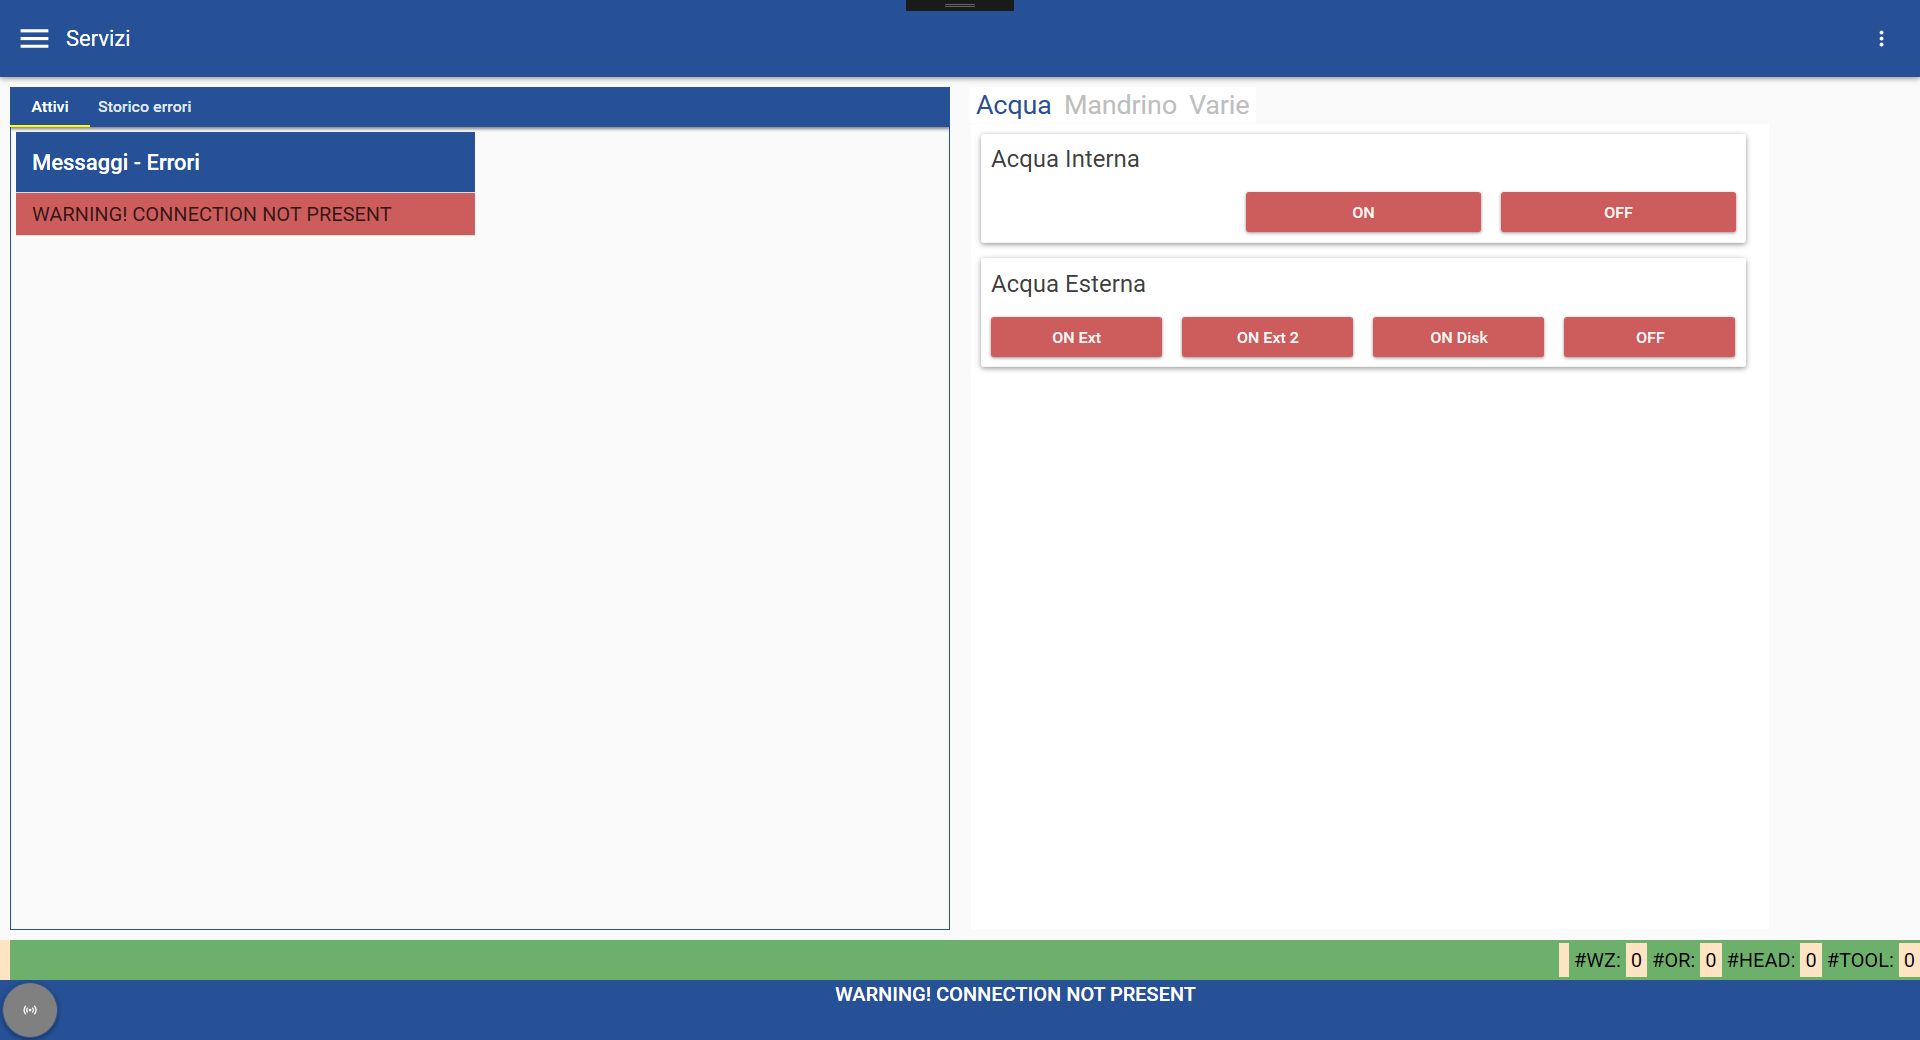 Servizi
Attivi Storico errori
Messaggi - Errori
WARNING! CONNECTION NOT PRESENT
Acqua Mandrino Varie
Acqua Interna
ON OFF
Acqua Esterna
ON Ext ON Ext 2 ON Disk OFF
#WZ: 0 #OR: 0 #HEAD: 0 #TOOL: 0
WARNING! CONNECTION NOT PRESENT